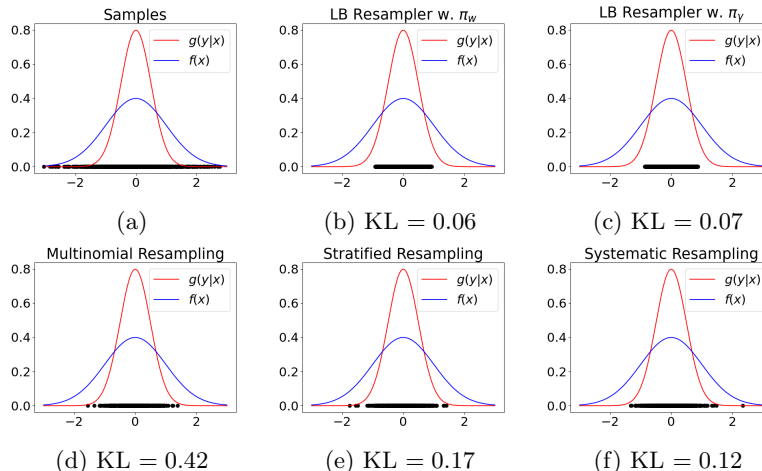 Samples
0.8
0.6
0.4
0.2
0.0
g(y|x)
f(x)
−2 0 2
(a)
LB Resampler w. π_w
0.8
0.6
0.4
0.2
0.0
g(y|x)
f(x)
−2 0 2
(b) KL = 0.06
LB Resampler w. π_γ
0.8
0.6
0.4
0.2
0.0
g(y|x)
f(x)
−2 0 2
(c) KL = 0.07
Multinomial Resampling
0.8
0.6
0.4
0.2
0.0
g(y|x)
f(x)
−2 0 2
(d) KL = 0.42
Stratified Resampling
0.8
0.6
0.4
0.2
0.0
g(y|x)
f(x)
−2 0 2
(e) KL = 0.17
Systematic Resampling
0.8
0.6
0.4
0.2
0.0
g(y|x)
f(x)
−2 0 2
(f) KL = 0.12